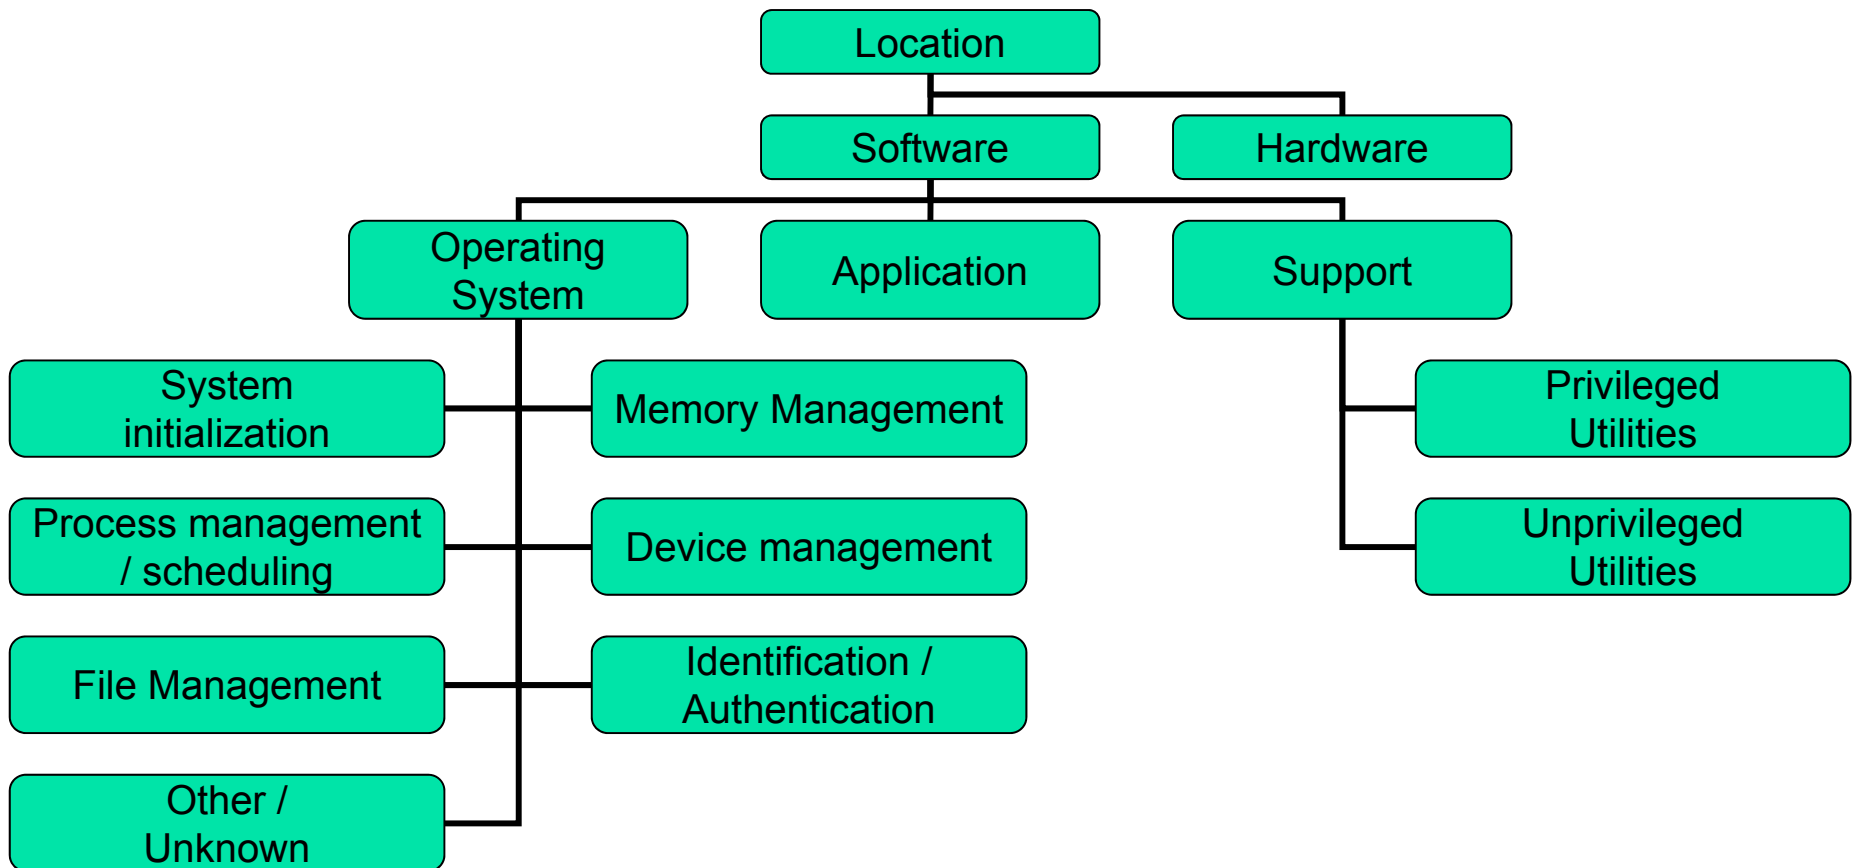 Location
Software
Hardware
Operating
System
Application
Support
System
initialization
Memory Management
Privileged
Utilities
Process management
/ scheduling
Device management
Unprivileged
Utilities
File Management
Identification /
Authentication
Other /
Unknown